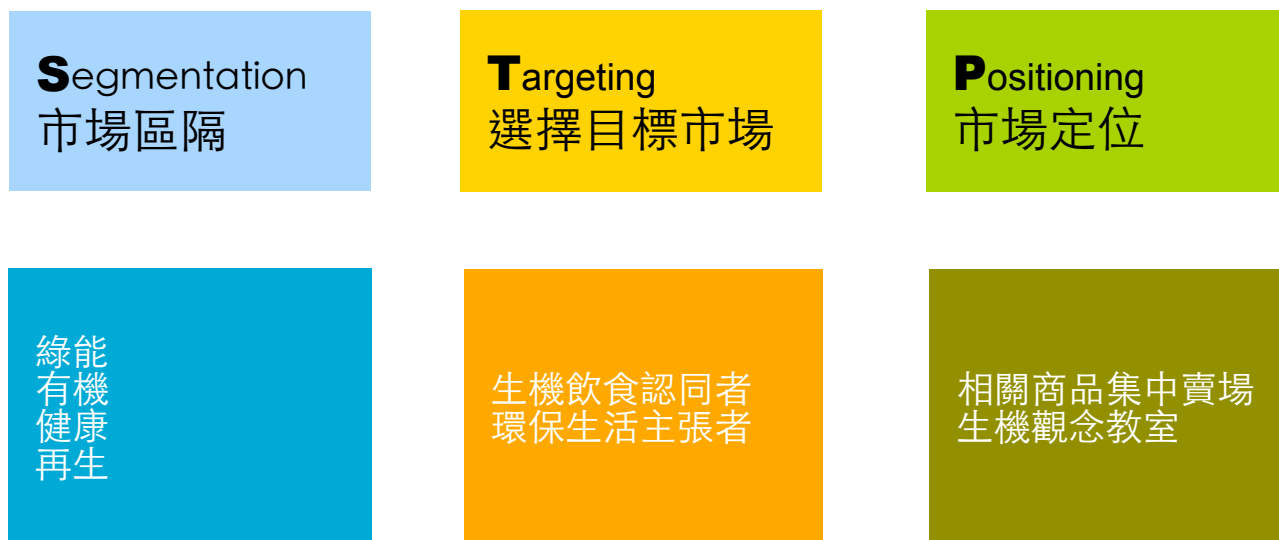 Segmentation
市場區隔
Targeting
選擇目標市場
Positioning
市場定位
綠能
有機
健康
再生
生機飲食認同者
環保生活主張者
相關商品集中賣場
生機觀念教室